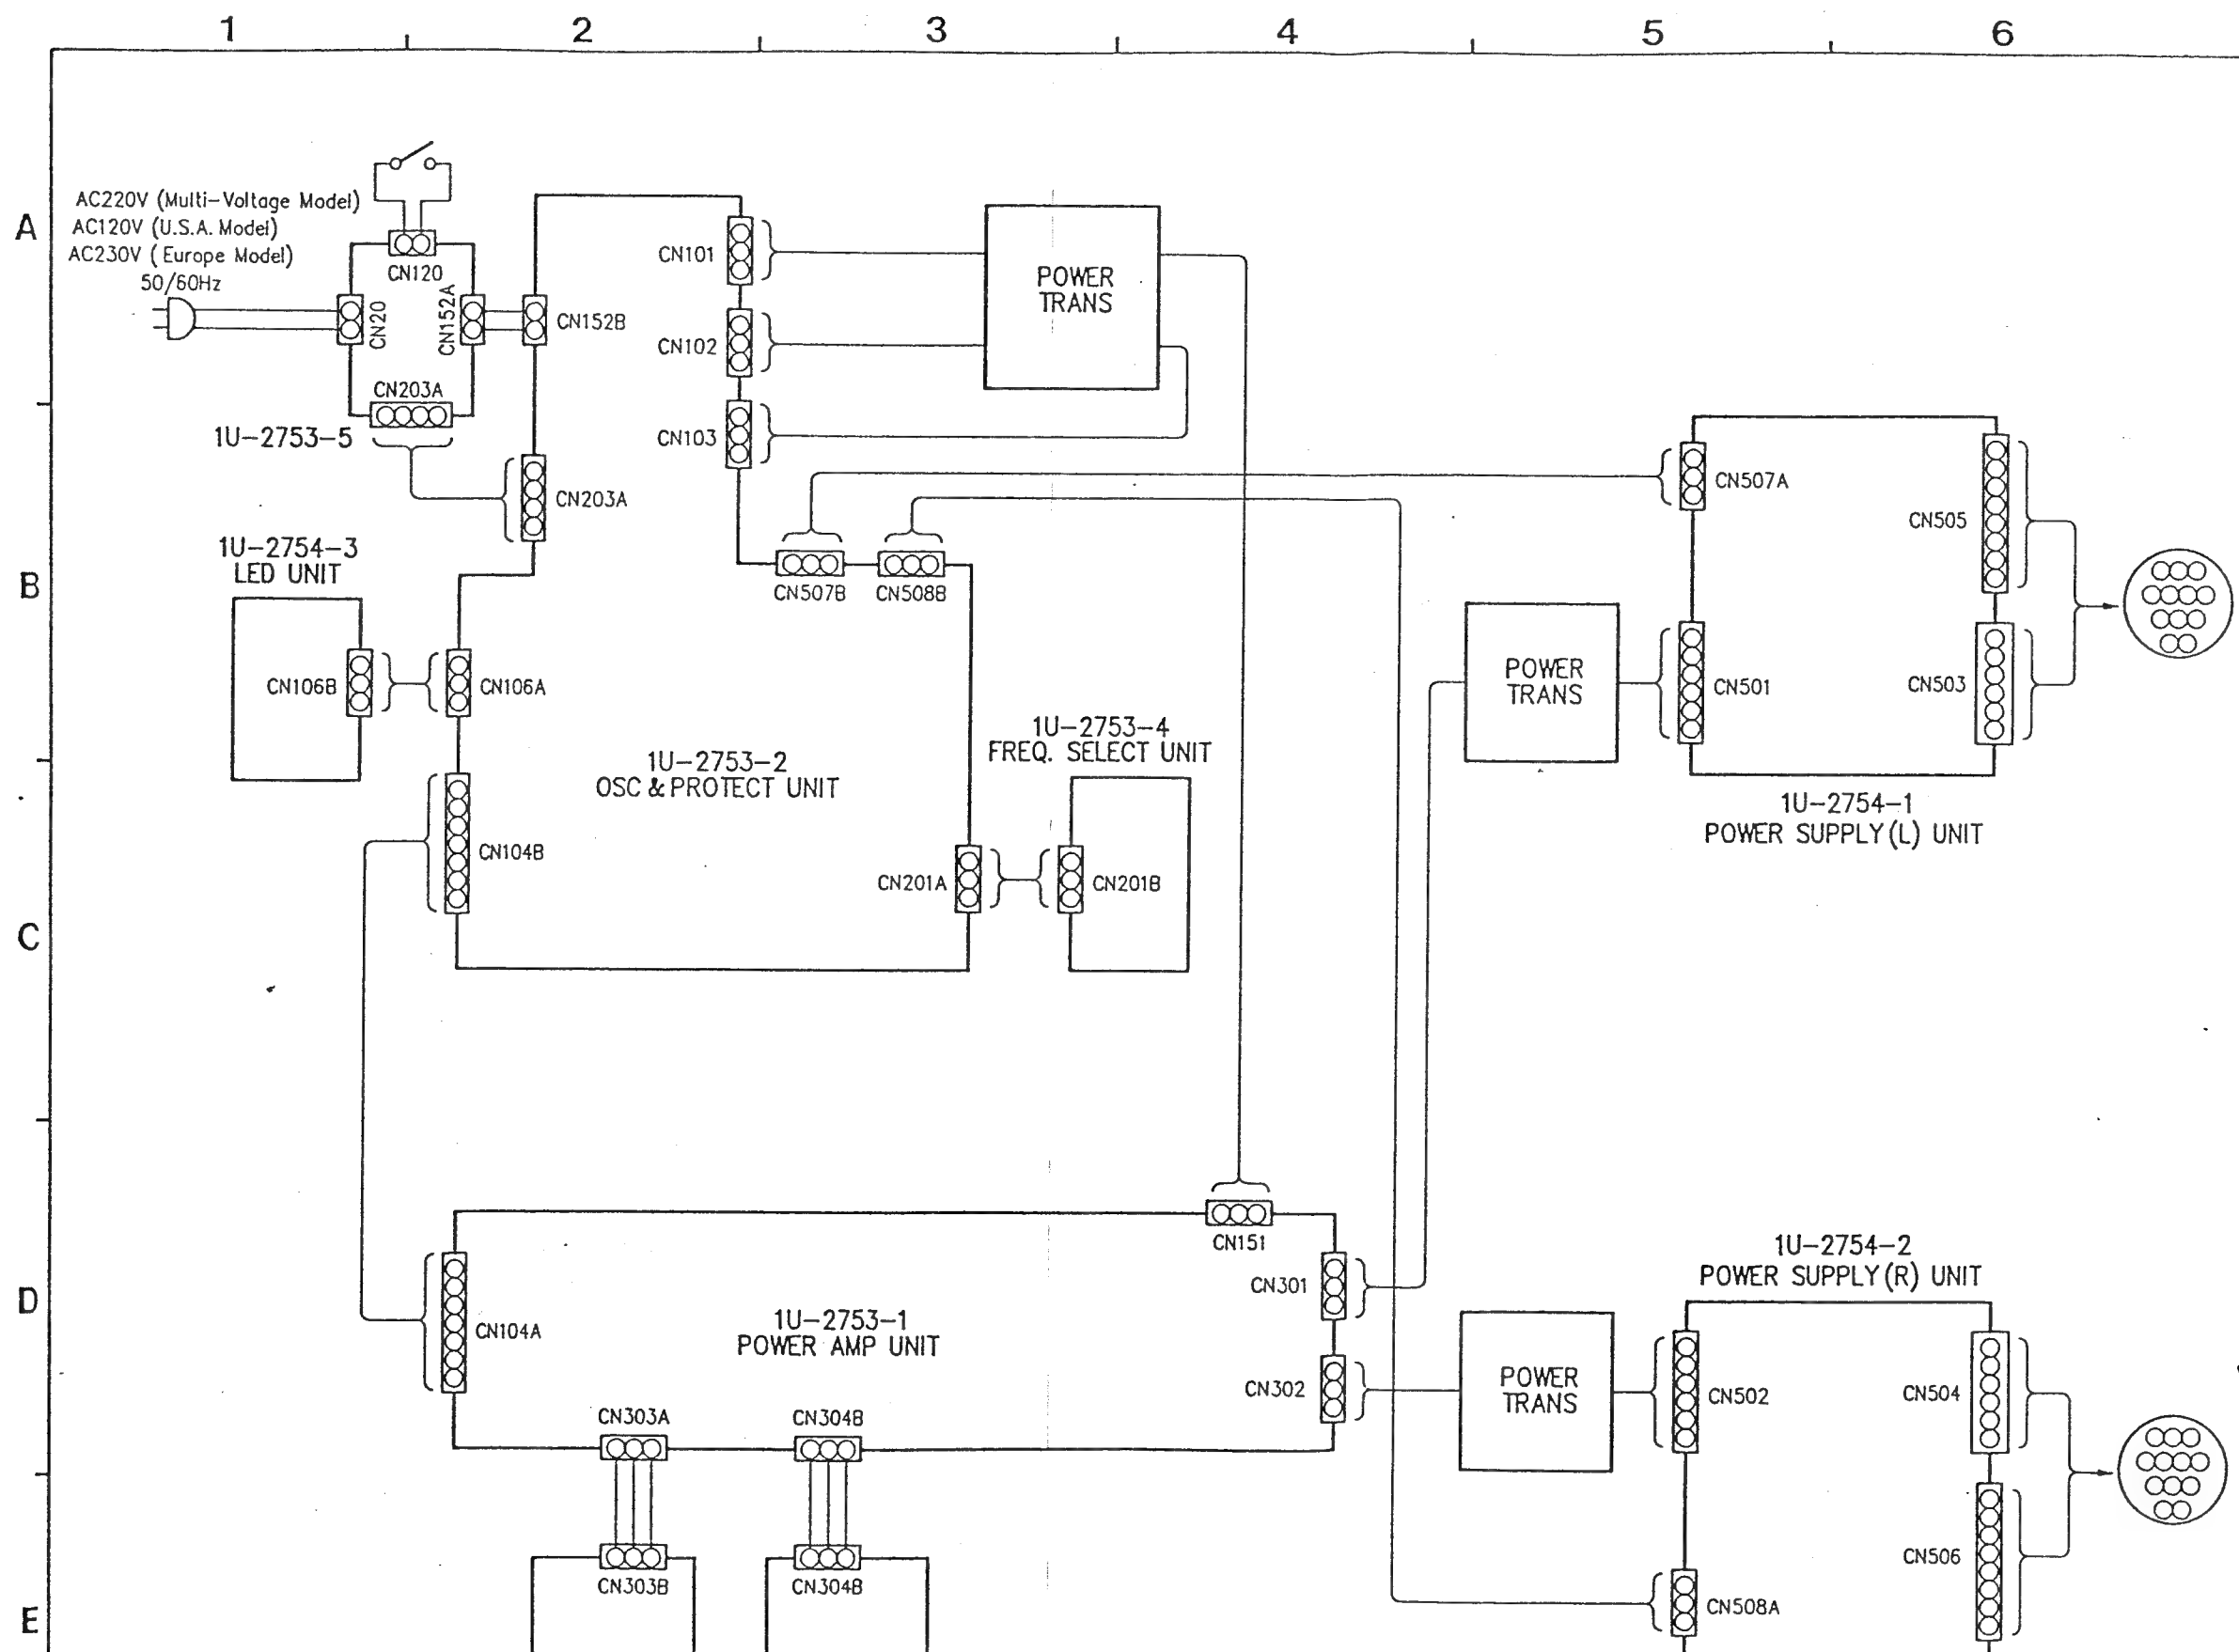 1 2 3 4 5 6
A
B
C
D
E
AC220V (Multi-Voltage Model)
AC120V (U.S.A. Model)
AC230V ( Europe Model)
50/60Hz
CN120
CN20
CN152A
CN152B
CN203A
1U-2753-5
CN203A
CN101
CN102
CN103
POWER
TRANS
CN507B
CN508B
1U-2754-3
LED UNIT
CN106B
CN106A
1U-2753-2
OSC & PROTECT UNIT
CN104B
CN201A
1U-2753-4
FREQ. SELECT UNIT
CN201B
CN507A
CN505
POWER
TRANS
CN501
CN503
1U-2754-1
POWER SUPPLY (L) UNIT
CN151
CN301
CN104A
1U-2753-1
POWER AMP UNIT
CN302
CN303A
CN304B
CN303B
CN304B
1U-2754-2
POWER SUPPLY (R) UNIT
POWER
TRANS
CN502
CN504
CN506
CN508A